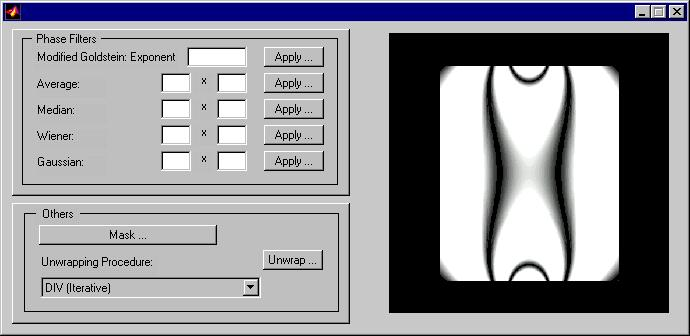 Phase Filters
Modified Goldstein: Exponent Apply ...
Average: x Apply ...
Median: x Apply ...
Wiener: x Apply ...
Gaussian: x Apply ...
Others
Mask ...
Unwrapping Procedure: Unwrap ...
DIV (Iterative)